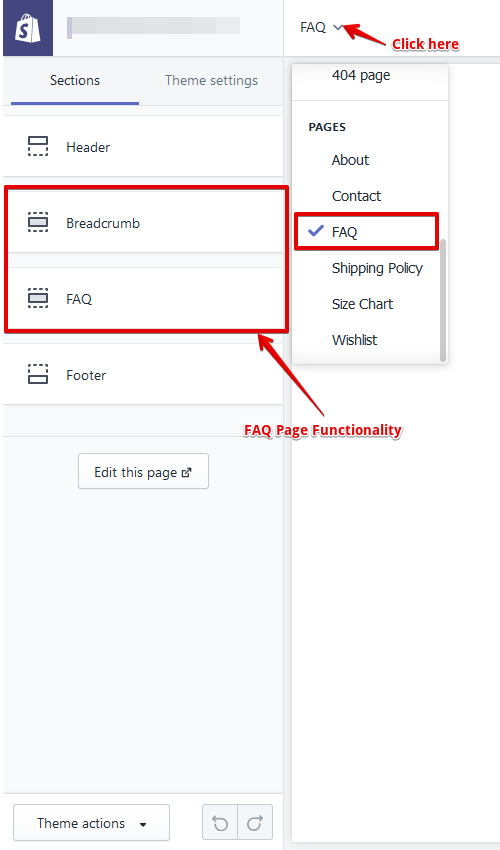 FAQ
Click here
Sections
Theme settings
404 page
PAGES
Header
About
Contact
Breadcrumb
FAQ
Shipping Policy
FAQ
Size Chart
Wishlist
Footer
FAQ Page Functionality
Edit this page
Theme actions